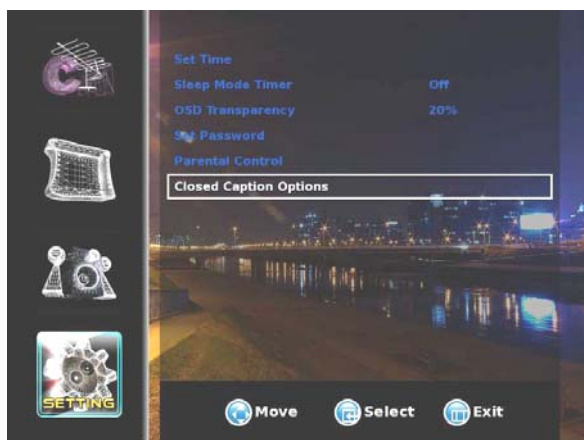 Set Time
Sleep Mode Timer Off
OSD Transparency 20%
Set Password
Parental Control
Closed Caption Options
SETTING
Move Select Exit